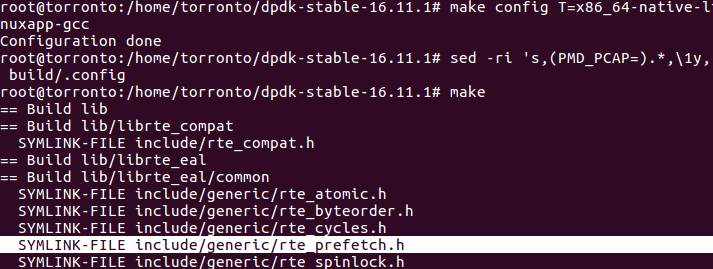 root@torronto:/home/torronto/dpdk-stable-16.11.1# make config T=x86_64-native-li
nuxapp-gcc
Configuration done
root@torronto:/home/torronto/dpdk-stable-16.11.1# sed -ri 's,(PMD_PCAP=).*,\1y,
 build/.config
root@torronto:/home/torronto/dpdk-stable-16.11.1# make
== Build lib
== Build lib/librte_compat
  SYMLINK-FILE include/rte_compat.h
== Build lib/librte_eal
== Build lib/librte_eal/common
  SYMLINK-FILE include/generic/rte_atomic.h
  SYMLINK-FILE include/generic/rte_byteorder.h
  SYMLINK-FILE include/generic/rte_cycles.h
  SYMLINK-FILE include/generic/rte_prefetch.h
  SYMLINK-FILE include/generic/rte_spinlock.h